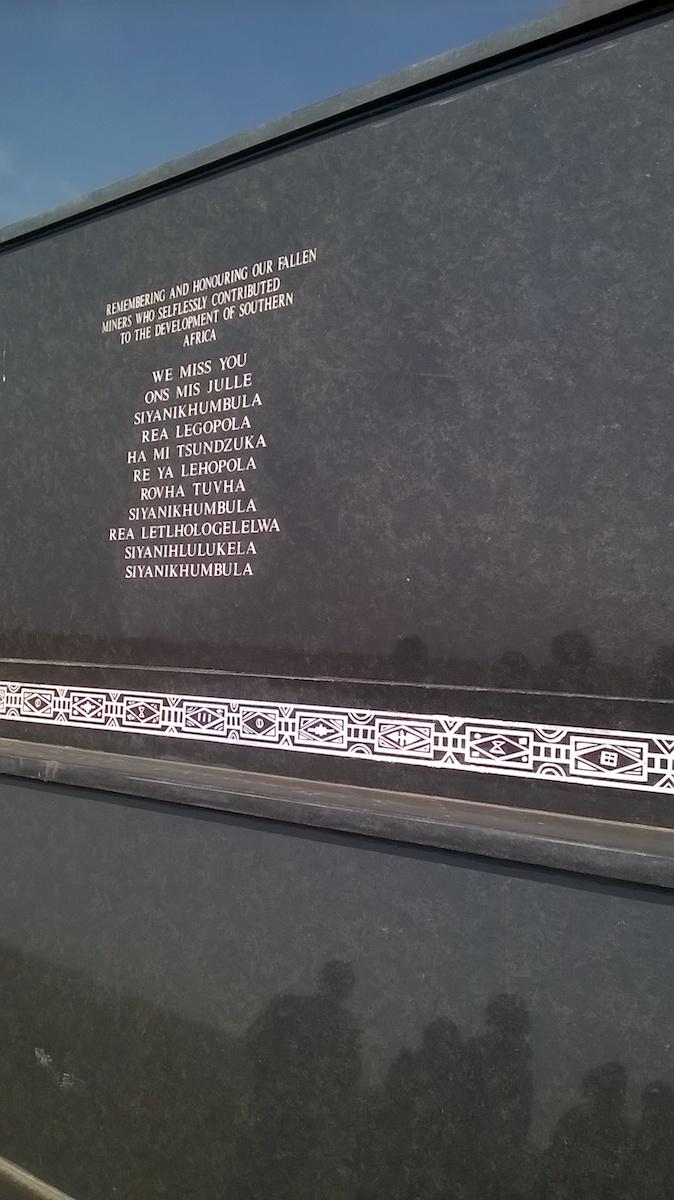 REMEMBERING AND HONOURING OUR FALLEN
MINERS WHO SELFLESSLY CONTRIBUTED
TO THE DEVELOPMENT OF SOUTHERN
AFRICA
WE MISS YOU
ONS MIS JULLE
SIYANIKHUMBULA
REA LEGOPOLA
HA MI TSUNDZUKA
RE YA LEHOPOLA
ROVHA TUVHA
SIYANIKHUMBULA
REA LETLHOLOGELELWA
SIYANIHLULUKELA
SIYANIKHUMBULA